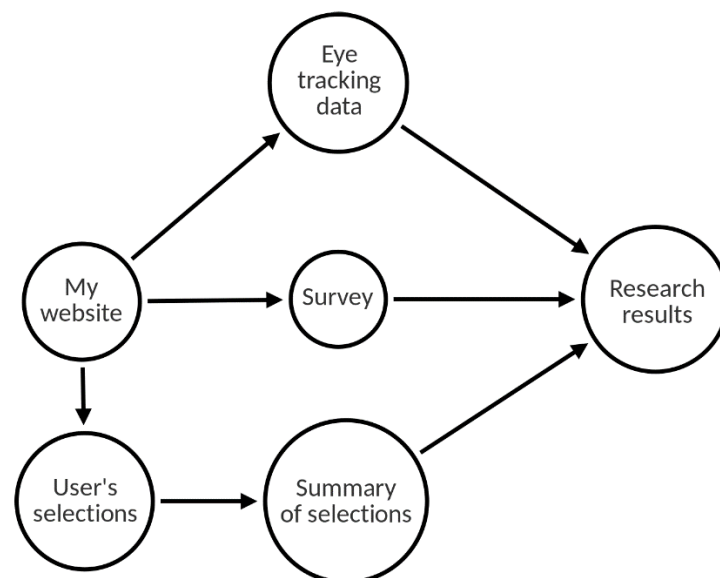 Eye
tracking
data
My
website
Survey
Research
results
User's
selections
Summary
of selections